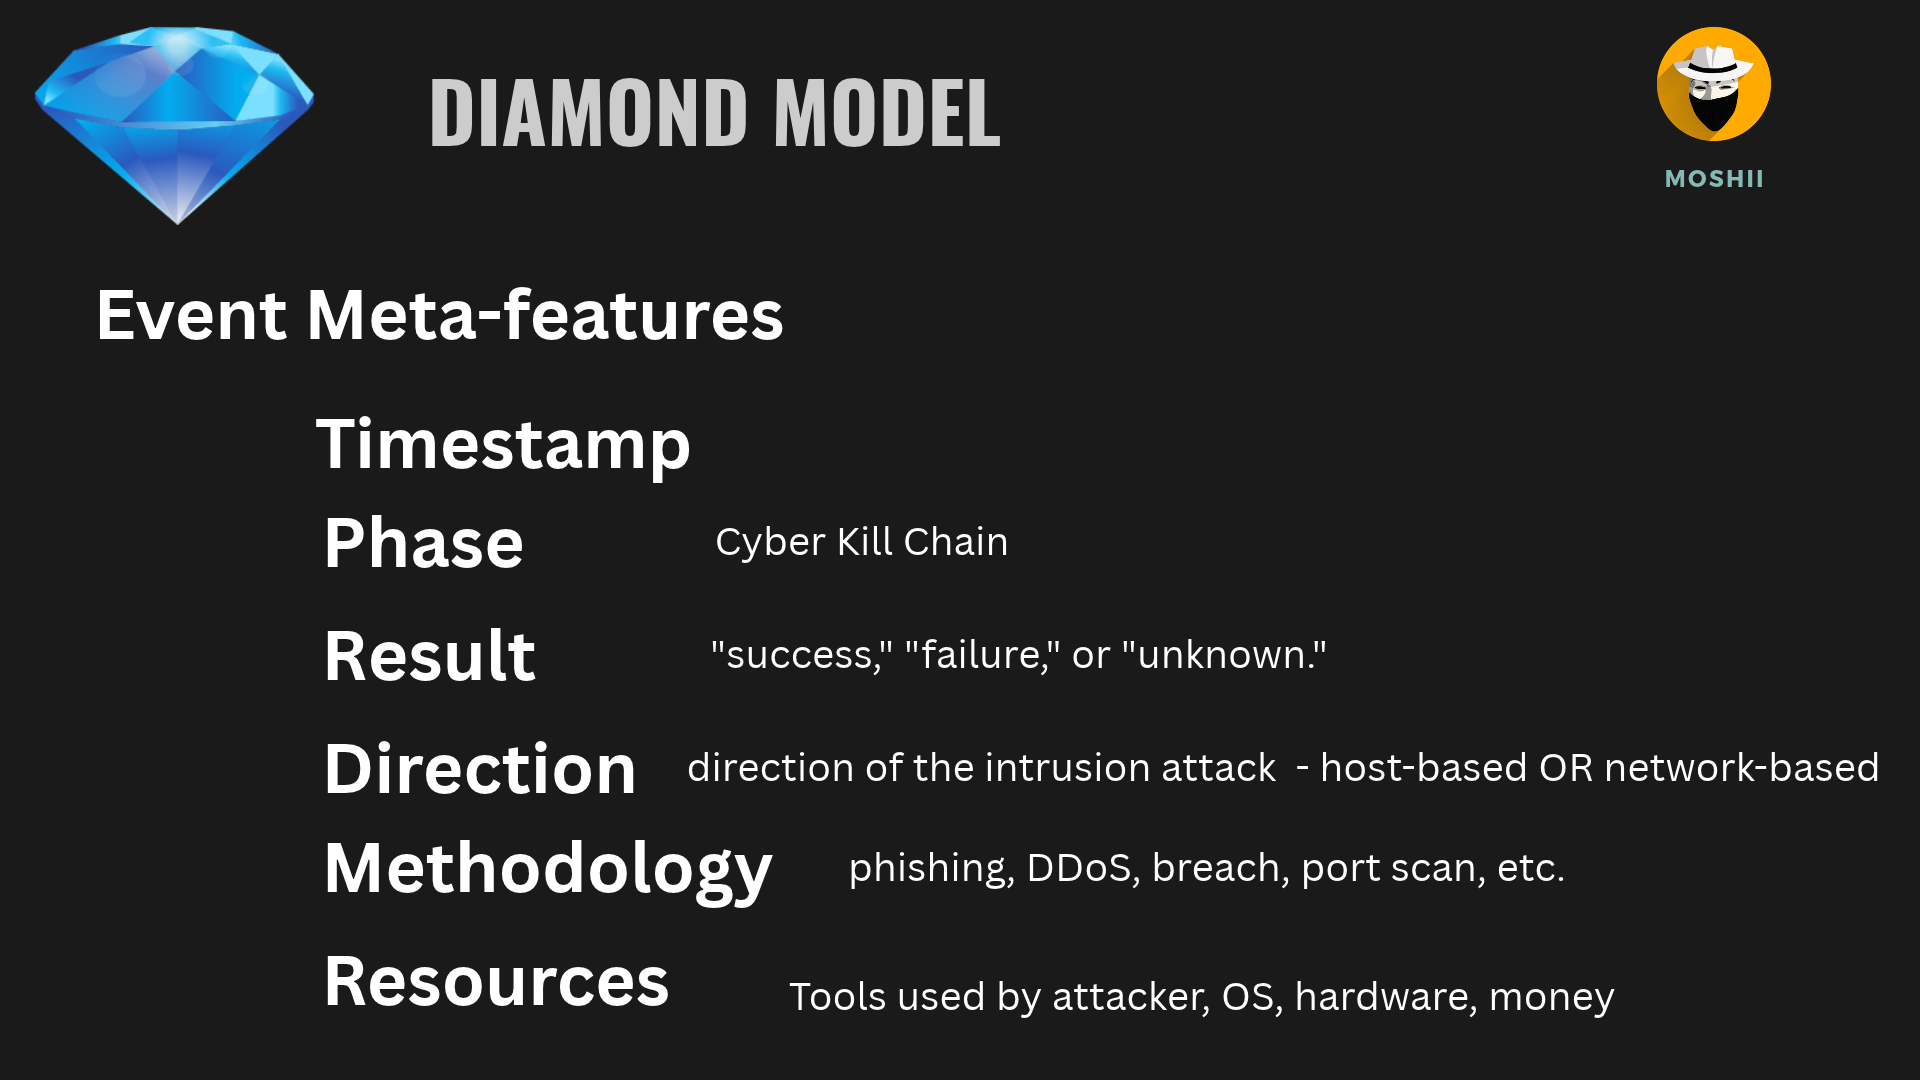 DIAMOND MODEL
MOSHII
Event Meta-features
Timestamp
Phase Cyber Kill Chain
Result "success," "failure," or "unknown."
Direction direction of the intrusion attack - host-based OR network-based
Methodology phishing, DDoS, breach, port scan, etc.
Resources Tools used by attacker, OS, hardware, money